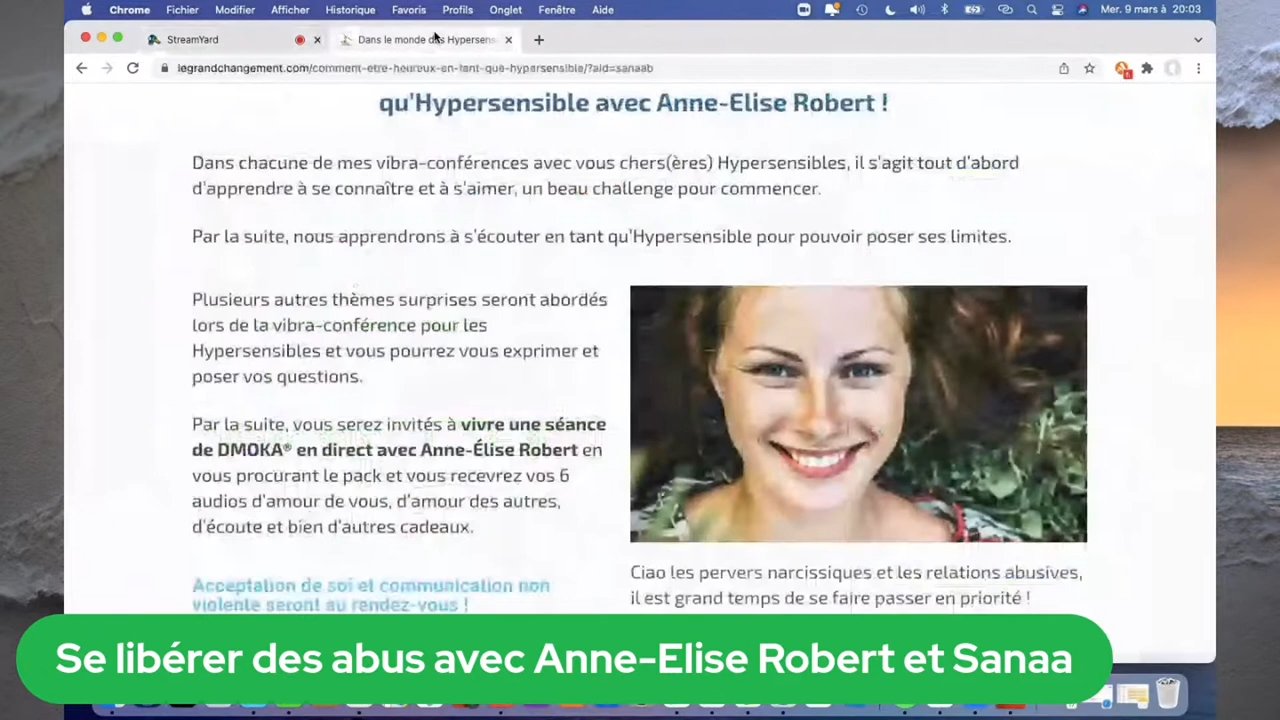 Chrome Fichier Modifier Afficher Historique Favoris Profils Onglet Fenêtre Aide Mer. 9 mars à 20:03
StreamYard Dans le monde des Hypersens
legrandchangement.com/comment-etre-heureux-en-tant-que-hypersensible/?aid=sanaab
qu'Hypersensible avec Anne-Elise Robert !
Dans chacune de mes vibra-conférences avec vous chers(ères) Hypersensibles, il s'agit tout d'abord
d'apprendre à se connaître et à s'aimer, un beau challenge pour commencer.
Par la suite, nous apprendrons à s'écouter en tant qu'Hypersensible pour pouvoir poser ses limites.
Plusieurs autres thèmes surprises seront abordés
lors de la vibra-conférence pour les
Hypersensibles et vous pourrez vous exprimer et
poser vos questions.
Par la suite, vous serez invités à vivre une séance
de DMOKA® en direct avec Anne-Élise Robert en
vous procurant le pack et vous recevrez vos 6
audios d'amour de vous, d'amour des autres,
d'écoute et bien d'autres cadeaux.
Acceptation de soi et communication non
violente seront au rendez-vous !
Ciao les pervers narcissiques et les relations abusives,
il est grand temps de se faire passer en priorité !
Se libérer des abus avec Anne-Elise Robert et Sanaa